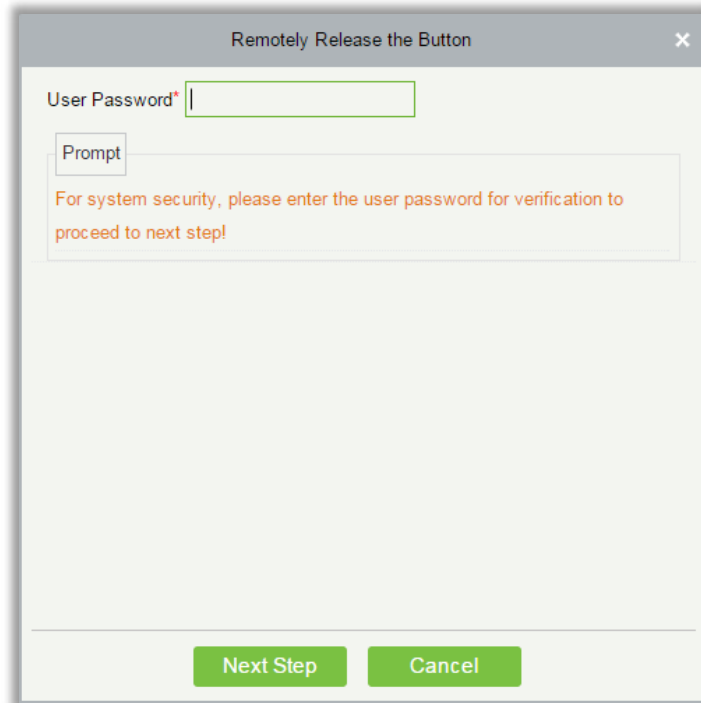 Remotely Release the Button
User Password*
Prompt
For system security, please enter the user password for verification to
proceed to next step!
Next Step
Cancel